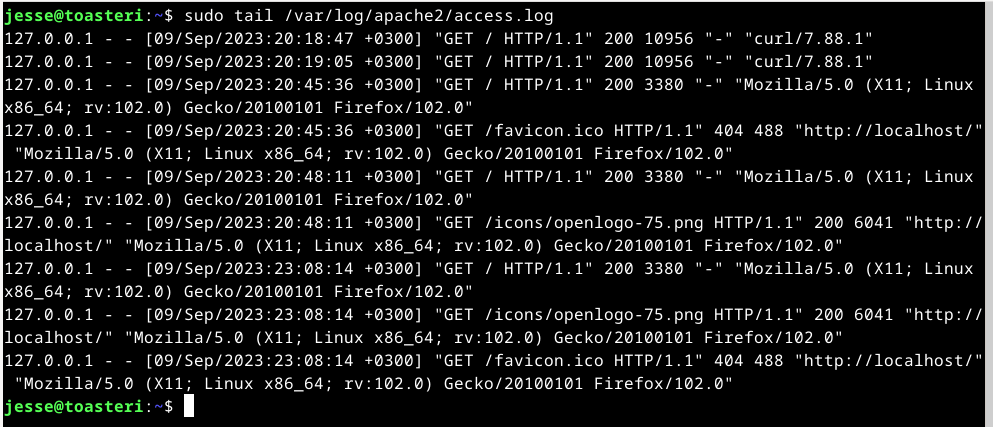 jesse@toasteri:~$ sudo tail /var/log/apache2/access.log
127.0.0.1 - - [09/Sep/2023:20:18:47 +0300] "GET / HTTP/1.1" 200 10956 "-" "curl/7.88.1"
127.0.0.1 - - [09/Sep/2023:20:19:05 +0300] "GET / HTTP/1.1" 200 10956 "-" "curl/7.88.1"
127.0.0.1 - - [09/Sep/2023:20:45:36 +0300] "GET / HTTP/1.1" 200 3380 "-" "Mozilla/5.0 (X11; Linux
x86_64; rv:102.0) Gecko/20100101 Firefox/102.0"
127.0.0.1 - - [09/Sep/2023:20:45:36 +0300] "GET /favicon.ico HTTP/1.1" 404 488 "http://localhost/"
 "Mozilla/5.0 (X11; Linux x86_64; rv:102.0) Gecko/20100101 Firefox/102.0"
127.0.0.1 - - [09/Sep/2023:20:48:11 +0300] "GET / HTTP/1.1" 200 3380 "-" "Mozilla/5.0 (X11; Linux
x86_64; rv:102.0) Gecko/20100101 Firefox/102.0"
127.0.0.1 - - [09/Sep/2023:20:48:11 +0300] "GET /icons/openlogo-75.png HTTP/1.1" 200 6041 "http://
localhost/" "Mozilla/5.0 (X11; Linux x86_64; rv:102.0) Gecko/20100101 Firefox/102.0"
127.0.0.1 - - [09/Sep/2023:23:08:14 +0300] "GET / HTTP/1.1" 200 3380 "-" "Mozilla/5.0 (X11; Linux
x86_64; rv:102.0) Gecko/20100101 Firefox/102.0"
127.0.0.1 - - [09/Sep/2023:23:08:14 +0300] "GET /icons/openlogo-75.png HTTP/1.1" 200 6041 "http://
localhost/" "Mozilla/5.0 (X11; Linux x86_64; rv:102.0) Gecko/20100101 Firefox/102.0"
127.0.0.1 - - [09/Sep/2023:23:08:14 +0300] "GET /favicon.ico HTTP/1.1" 404 488 "http://localhost/"
 "Mozilla/5.0 (X11; Linux x86_64; rv:102.0) Gecko/20100101 Firefox/102.0"
jesse@toasteri:~$